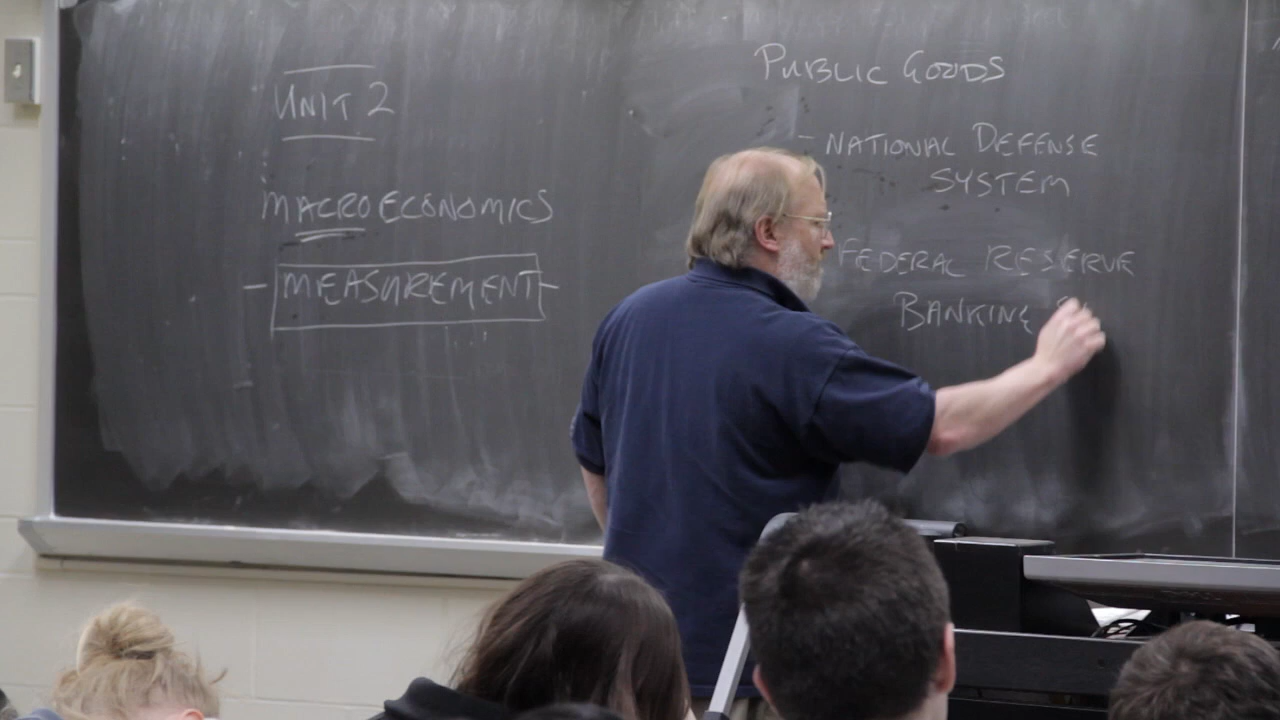 UNIT 2
MACROECONOMICS
- MEASUREMENT -
PUBLIC GOODS
- NATIONAL DEFENSE
SYSTEM
FEDERAL RESERVE
BANKING